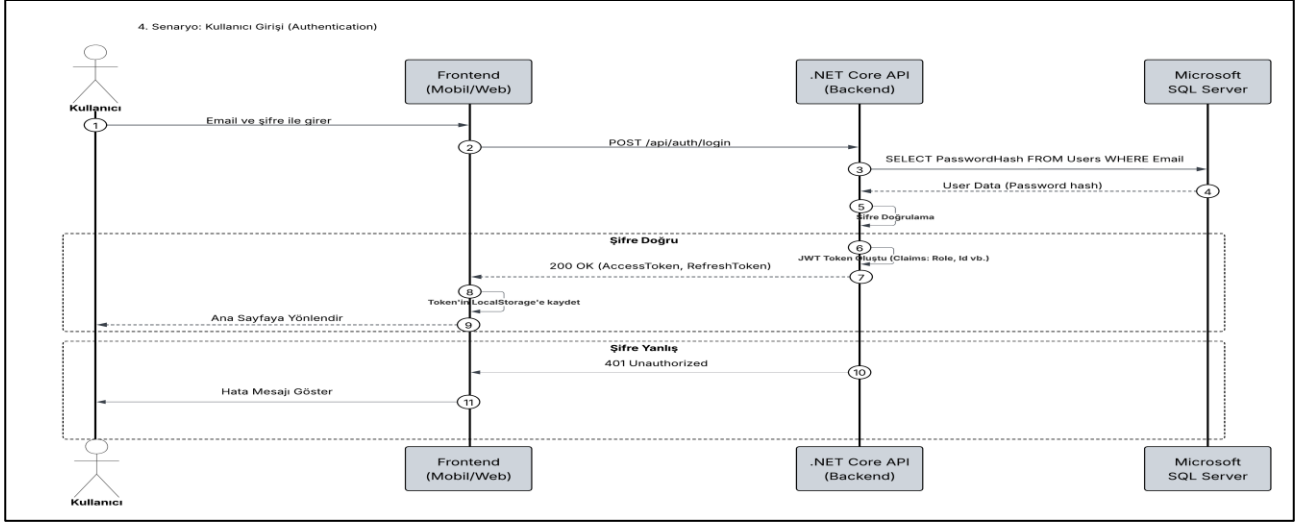 4. Senaryo: Kullanıcı Girişi (Authentication)
Kullanıcı
Frontend
(Mobil/Web)
.NET Core API
(Backend)
Microsoft
SQL Server
1
Email ve şifre ile girer
2
POST /api/auth/login
3
SELECT PasswordHash FROM Users WHERE Email
User Data (Password hash)
4
5
Şifre Doğrulama
Şifre Doğru
6
JWT Token Oluştu (Claims: Role, Id vb.)
200 OK (AccessToken, RefreshToken)
7
8
Token'in LocalStorage'e kaydet
Ana Sayfaya Yönlendir
9
Şifre Yanlış
401 Unauthorized
10
Hata Mesajı Göster
11
Kullanıcı
Frontend
(Mobil/Web)
.NET Core API
(Backend)
Microsoft
SQL Server